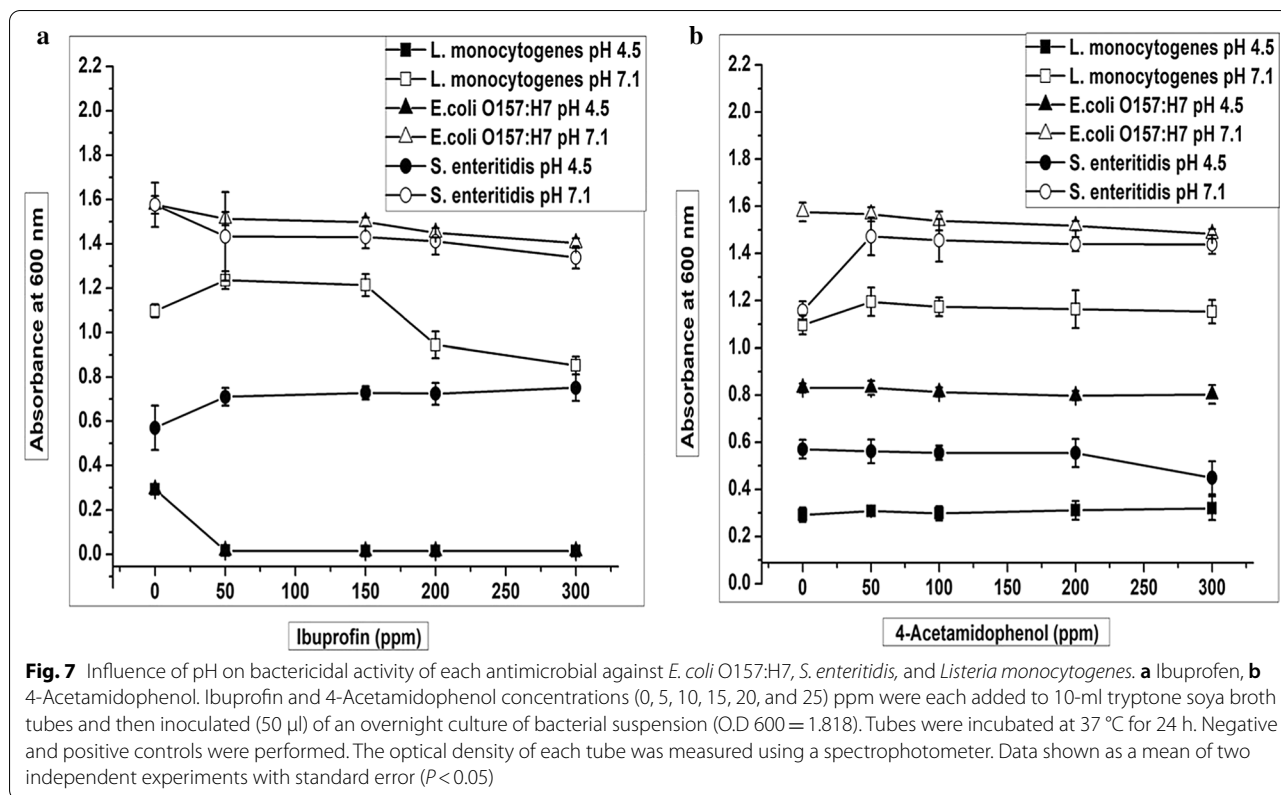 a
L. monocytogenes pH 4.5
L. monocytogenes pH 7.1
E.coli O157:H7 pH 4.5
E.coli O157:H7 pH 7.1
S. enteritidis pH 4.5
S. enteritidis pH 7.1
2.2
2.0
1.8
1.6
1.4
1.2
1.0
0.8
0.6
0.4
0.2
0.0
Absorbance at 600 nm
0 50 100 150 200 250 300
Ibuprofin (ppm)
b
L. monocytogenes pH 4.5
L. monocytogenes pH 7.1
E.coli O157:H7 pH 4.5
E.coli O157:H7 pH 7.1
S. enteritidis pH 4.5
S. enteritidis pH 7.1
2.2
2.0
1.8
1.6
1.4
1.2
1.0
0.8
0.6
0.4
0.2
0.0
Absorbance at 600 nm
0 50 100 150 200 250 300
4-Acetamidophenol (ppm)
Fig. 7 Influence of pH on bactericidal activity of each antimicrobial against E. coli O157:H7, S. enteritidis, and Listeria monocytogenes. a Ibuprofen, b
4-Acetamidophenol. Ibuprofin and 4-Acetamidophenol concentrations (0, 5, 10, 15, 20, and 25) ppm were each added to 10-ml tryptone soya broth
tubes and then inoculated (50 µl) of an overnight culture of bacterial suspension (O.D 600 = 1.818). Tubes were incubated at 37 °C for 24 h. Negative
and positive controls were performed. The optical density of each tube was measured using a spectrophotometer. Data shown as a mean of two
independent experiments with standard error (P < 0.05)